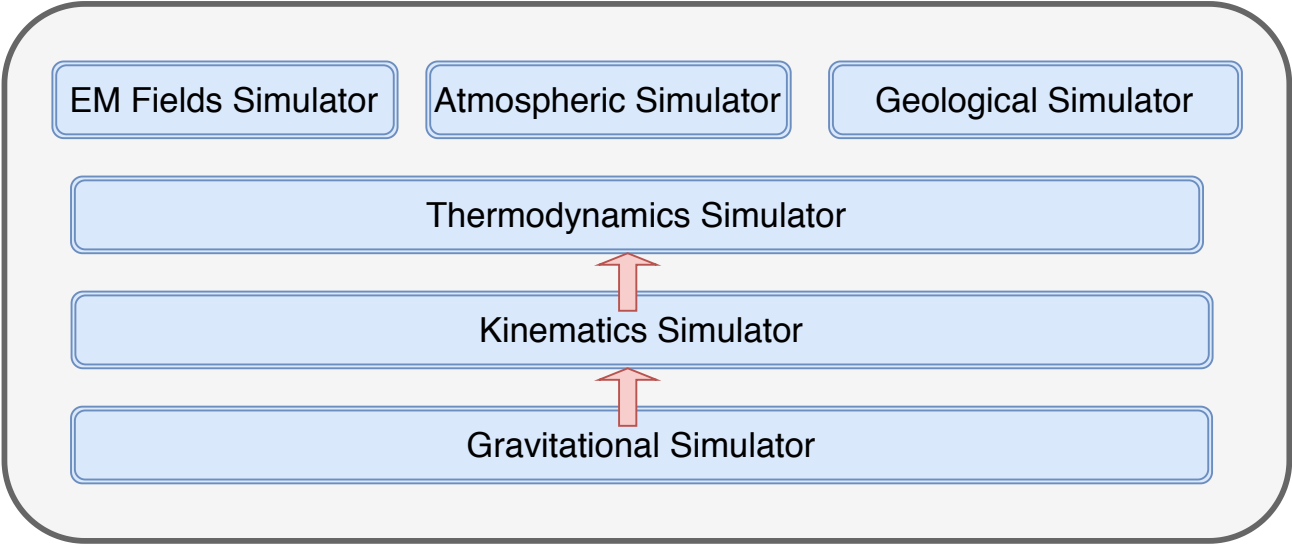 EM Fields Simulator
Atmospheric Simulator
Geological Simulator
Thermodynamics Simulator
Kinematics Simulator
Gravitational Simulator